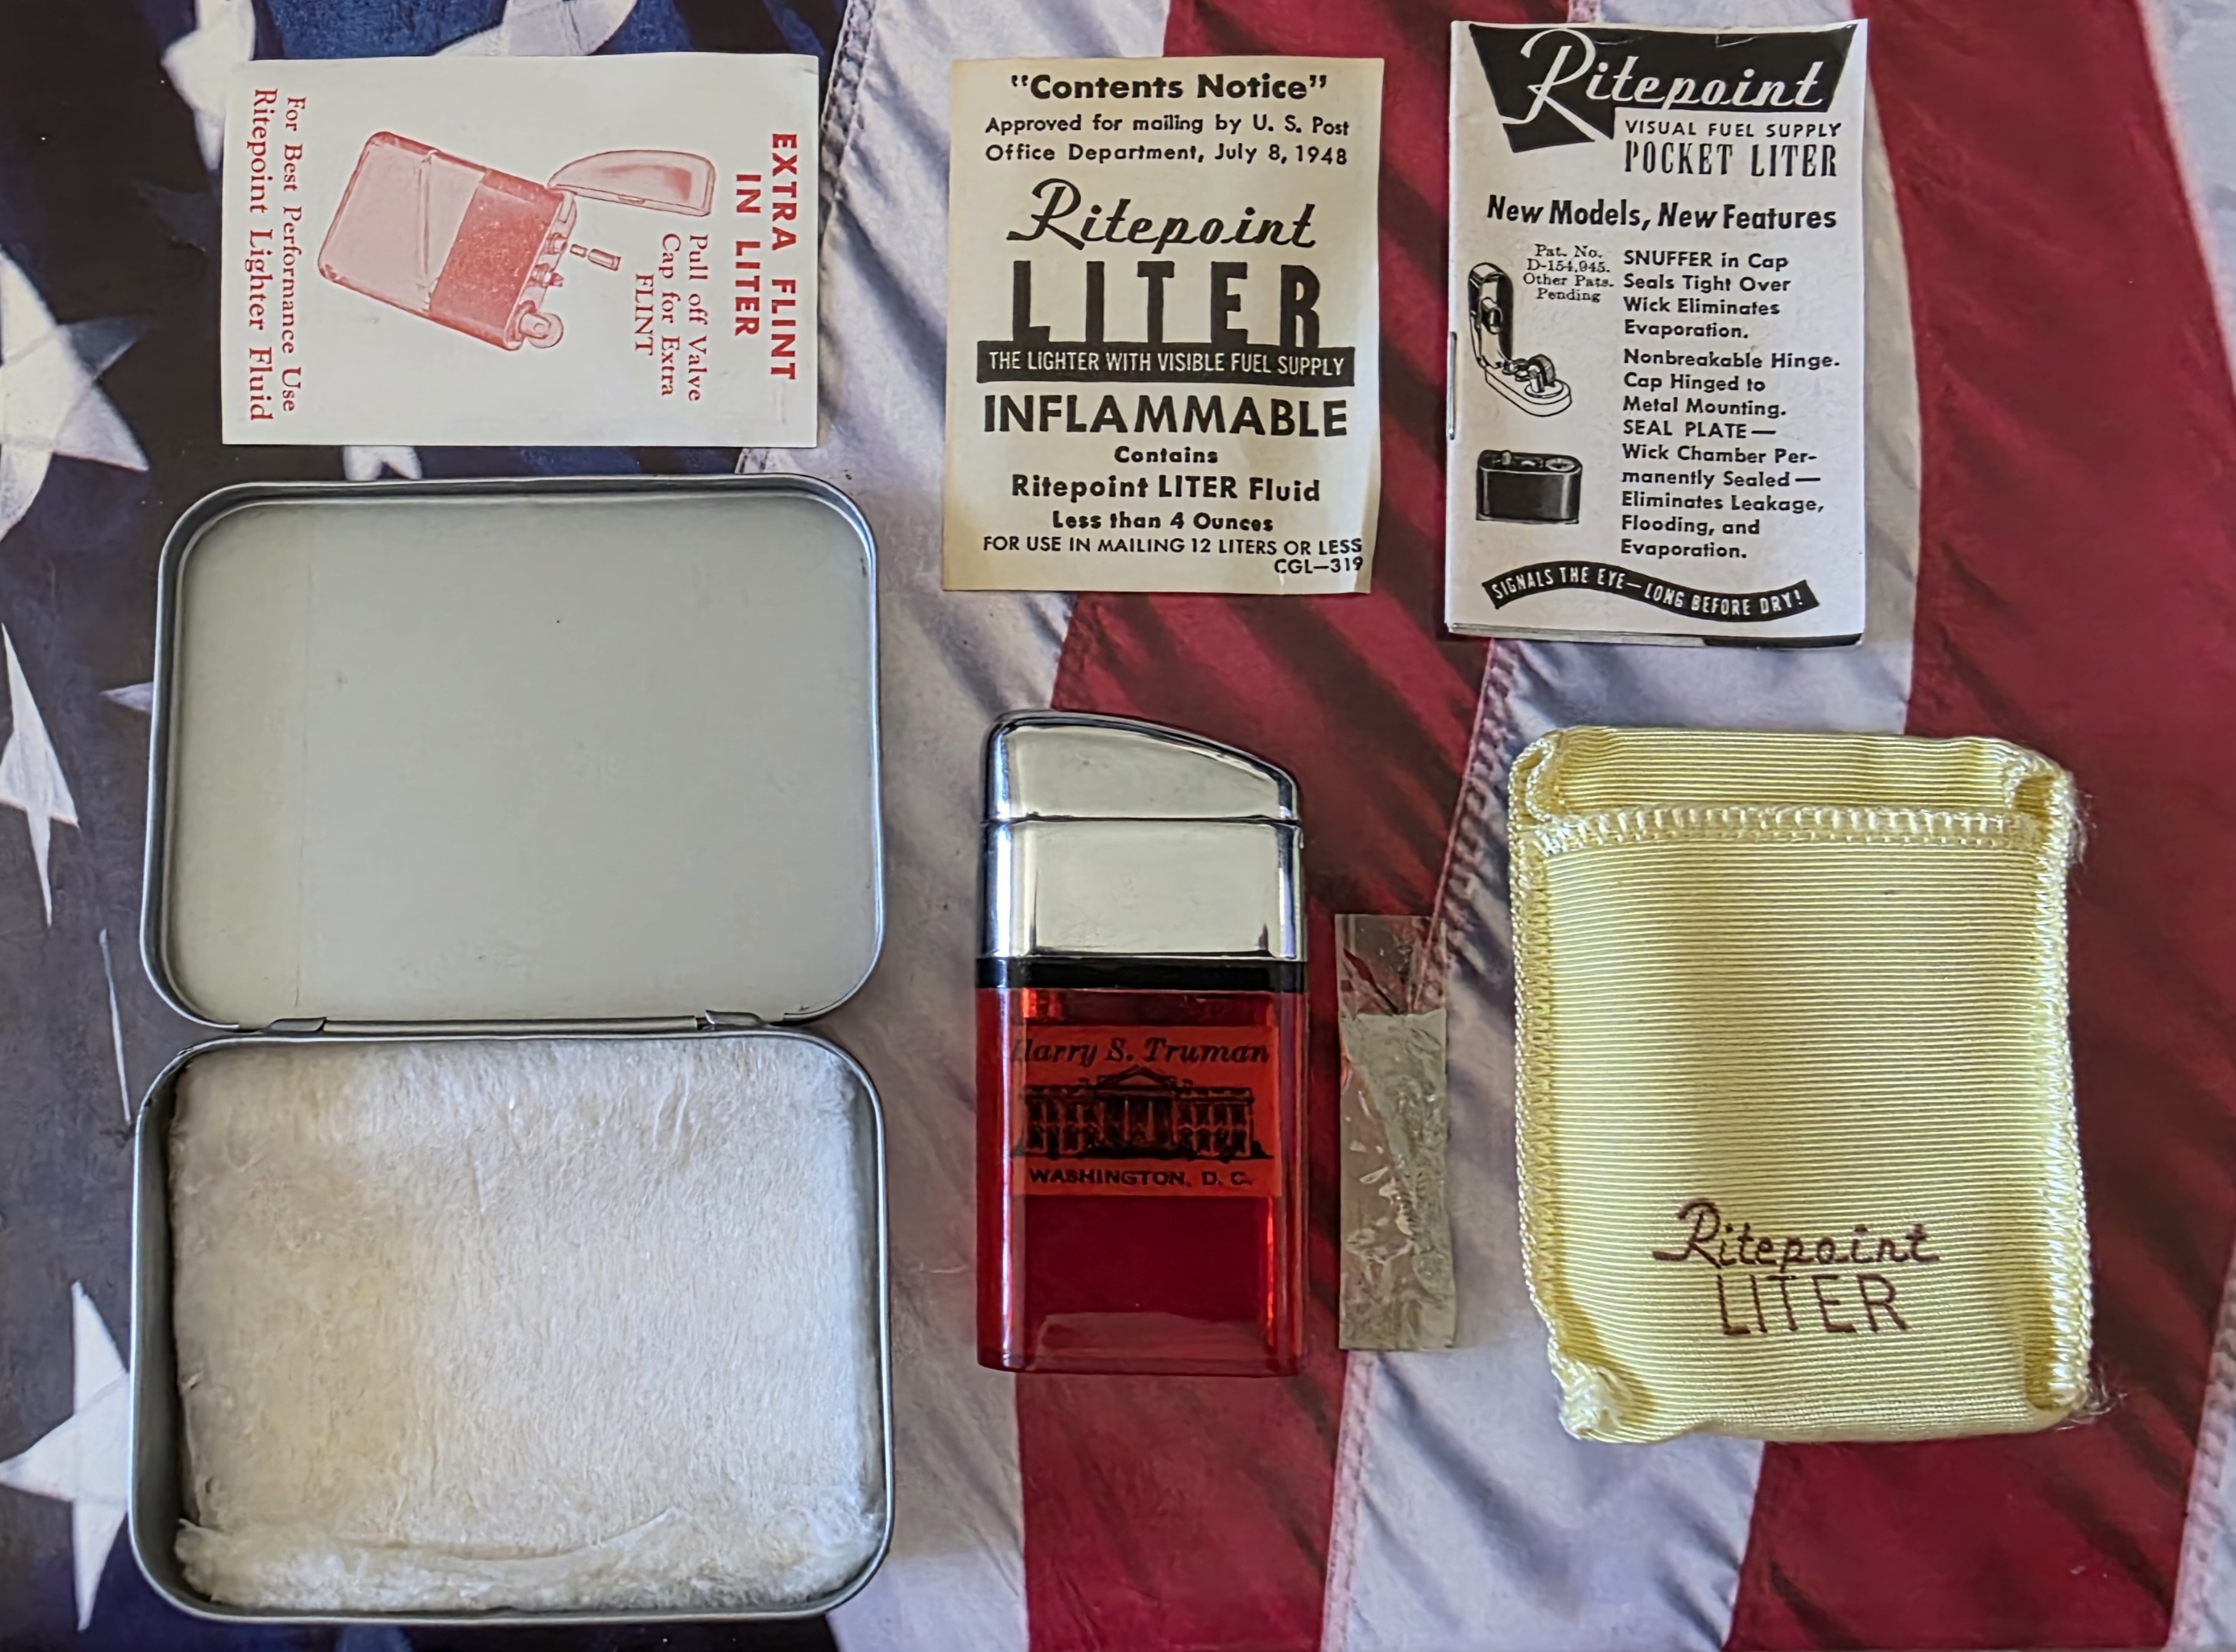 EXTRA FLINT
IN LITER
Pull off Valve
Cap for Extra
FLINT
For Best Performance Use
Ritepoint Lighter Fluid
"Contents Notice"
Approved for mailing by U. S. Post
Office Department, July 8, 1948
Ritepoint
LITER
THE LIGHTER WITH VISIBLE FUEL SUPPLY
INFLAMMABLE
Contains
Ritepoint LITER Fluid
Less than 4 Ounces
FOR USE IN MAILING 12 LITERS OR LESS
CGL—319
Ritepoint
VISUAL FUEL SUPPLY
POCKET LITER
New Models, New Features
Pat. No.
D-154,945.
Other Pats.
Pending
SNUFFER in Cap
Seals Tight Over
Wick Eliminates
Evaporation.
Nonbreakable Hinge.
Cap Hinged to
Metal Mounting.
SEAL PLATE—
Wick Chamber Per-
manently Sealed—
Eliminates Leakage,
Flooding, and
Evaporation.
SIGNALS THE EYE—LONG BEFORE DRY!
Harry S. Truman
WASHINGTON, D. C.
Ritepoint
LITER